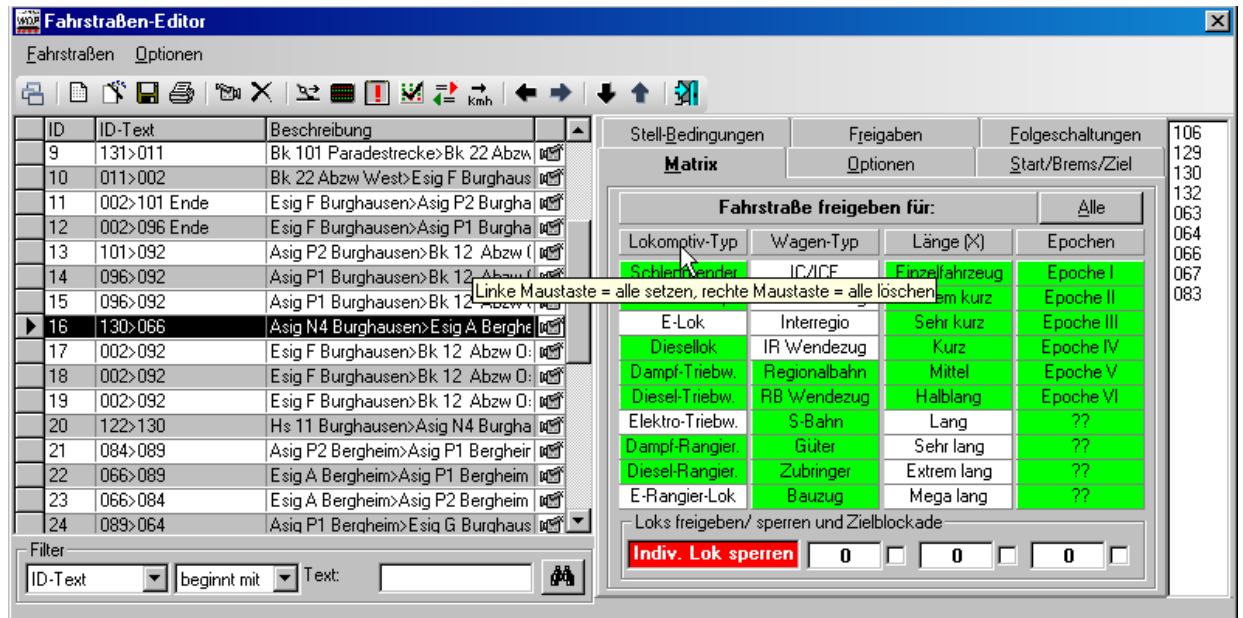 Fahrstraßen-Editor
Fahrstraßen Optionen
kmh
ID ID-Text Beschreibung
9 131>011 Bk 101 Paradestrecke>Bk 22 Abzw
10 011>002 Bk 22 Abzw West>Esig F Burghaus
11 002>101 Ende Esig F Burghausen>Asig P2 Burgha
12 002>096 Ende Esig F Burghausen>Asig P1 Burgha
13 101>092 Asig P2 Burghausen>Bk 12 Abzw (
14 096>092 Asig P1 Burghausen>Bk 12 Abzw (
15 096>092 Asig P1 Burghausen>Bk 12
16 130>066 Asig N4 Burghausen>Esig A Berghe
17 002>092 Esig F Burghausen>Bk 12 Abzw O:
18 002>092 Esig F Burghausen>Bk 12 Abzw O:
19 002>092 Esig F Burghausen>Bk 12 Abzw O:
20 122>130 Hs 11 Burghausen>Asig N4 Burgha
21 084>089 Asig P2 Bergheim>Asig P1 Bergheir
22 066>089 Esig A Bergheim>Asig P1 Bergheim
23 066>084 Esig A Bergheim>Asig P2 Bergheim
24 089>064 Asig P1 Bergheim>Esig G Burghaus
Filter
ID-Text beginnt mit Text:
Stell-Bedingungen Freigaben Folgeschaltungen
Matrix Optionen Start/Brems/Ziel
Fahrstraße freigeben für: Alle
Lokomotiv-Typ Wagen-Typ Länge (X) Epochen
IC/ICE Einzelfahrzeug Epoche I
Linke Maustaste = alle setzen, rechte Maustaste = alle löschen
kurz Epoche II
E-Lok Interregio Sehr kurz Epoche III
Diesellok IR Wendezug Kurz Epoche IV
Dampf-Triebw. Regionalbahn Mittel Epoche V
Diesel-Triebw. RB Wendezug Halblang Epoche VI
Elektro-Triebw. S-Bahn Lang ??
Dampf-Rangier. Güter Sehr lang ??
Diesel-Rangier. Zubringer Extrem lang ??
E-Rangier-Lok Bauzug Mega lang ??
Loks freigeben/ sperren und Zielblockade
Indiv. Lok sperren 0 0 0
106
129
130
132
063
064
066
067
083